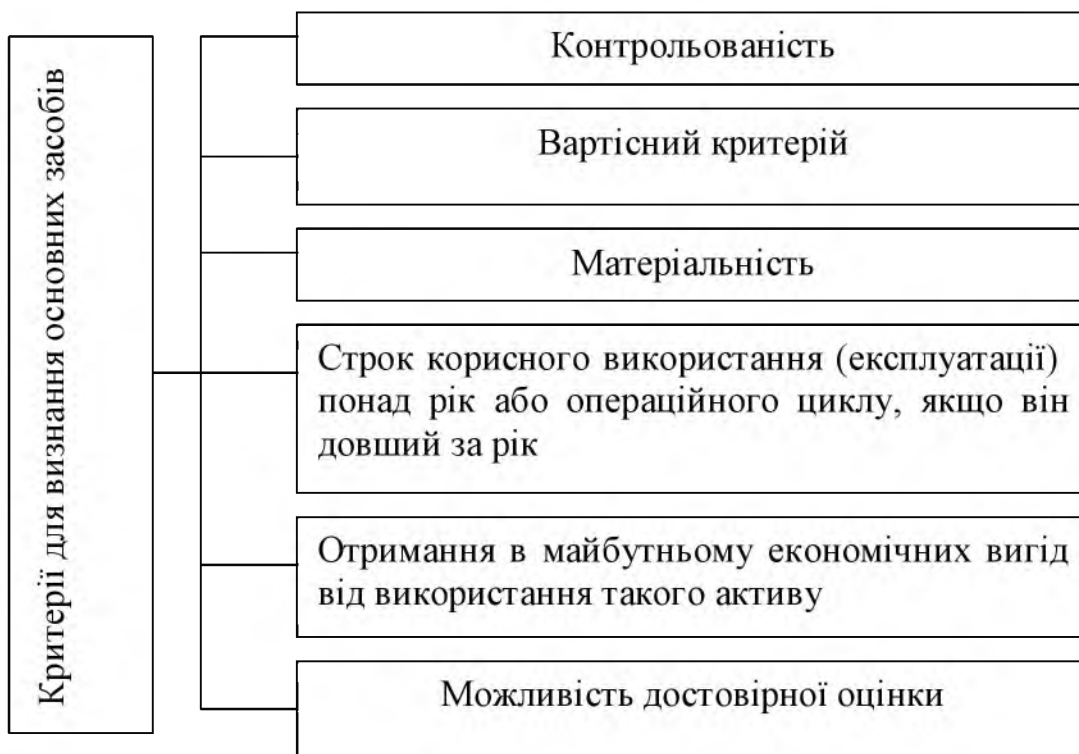 Критерії для визнання основних засобів
Контрольованість
Вартісний критерій
Матеріальність
Строк корисного використання (експлуатації)
понад рік або операційного циклу, якщо він
довший за рік
Отримання в майбутньому економічних вигід
від використання такого активу
Можливість достовірної оцінки